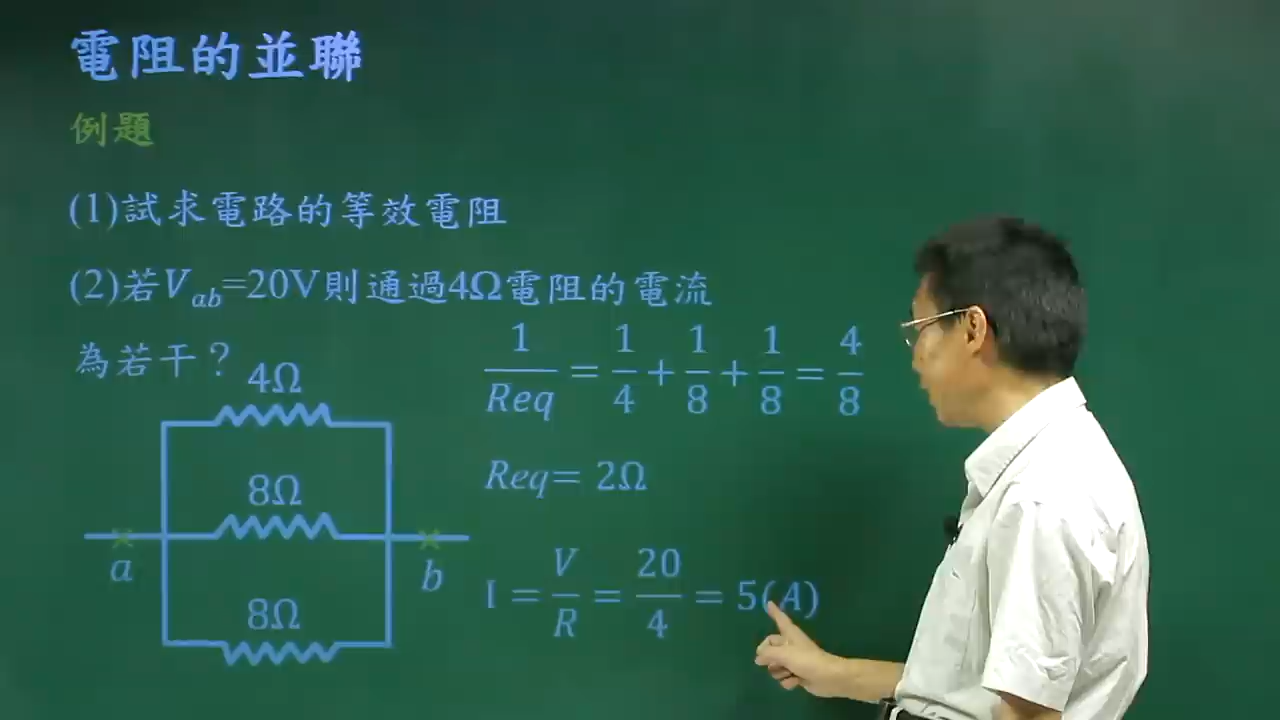 電阻的並聯
例題
(1)試求電路的等效電阻
(2)若Vab=20V則通過4Ω電阻的電流
為若干？
4Ω
8Ω
8Ω
a
b
1/Req = 1/4 + 1/8 + 1/8 = 4/8
Req= 2Ω
I = V/R = 20/4 = 5(A)